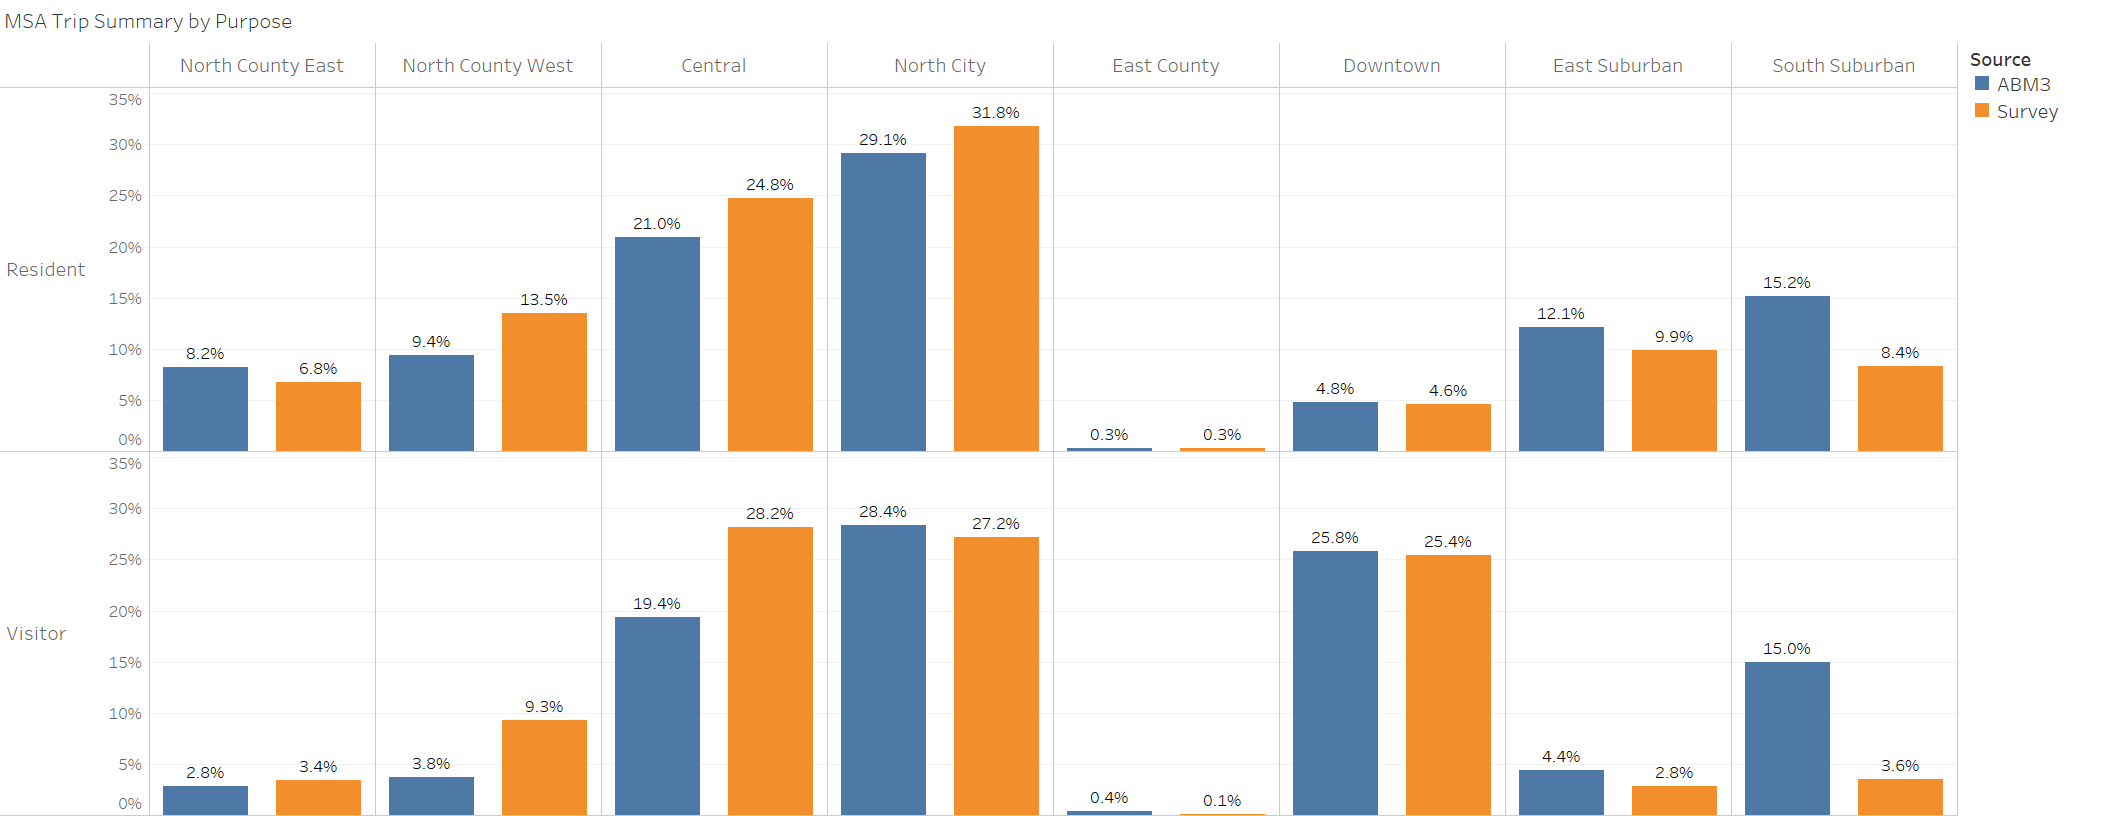 MSA Trip Summary by Purpose
North County East North County West Central North City East County Downtown East Suburban South Suburban
Source
ABM3
Survey
Resident
35%
30%
25%
20%
15%
10%
5%
0%
8.2% 6.8% 9.4% 13.5% 21.0% 24.8% 29.1% 31.8% 0.3% 0.3% 4.8% 4.6% 12.1% 9.9% 15.2% 8.4%
Visitor
35%
30%
25%
20%
15%
10%
5%
0%
2.8% 3.4% 3.8% 9.3% 19.4% 28.2% 28.4% 27.2% 0.4% 0.1% 25.8% 25.4% 4.4% 2.8% 15.0% 3.6%